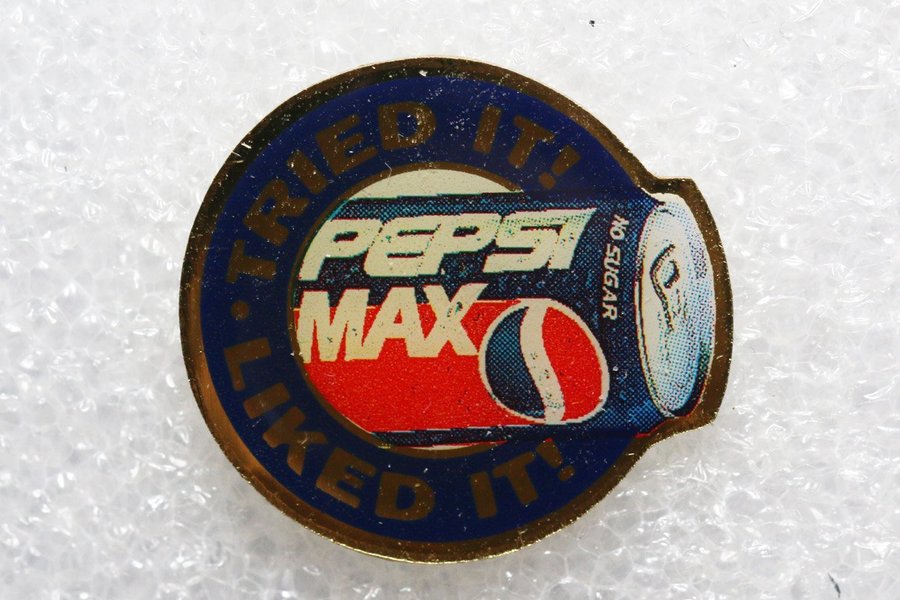 TRIED IT!
PEPSI
MAX
NO SUGAR
• LIKED IT!